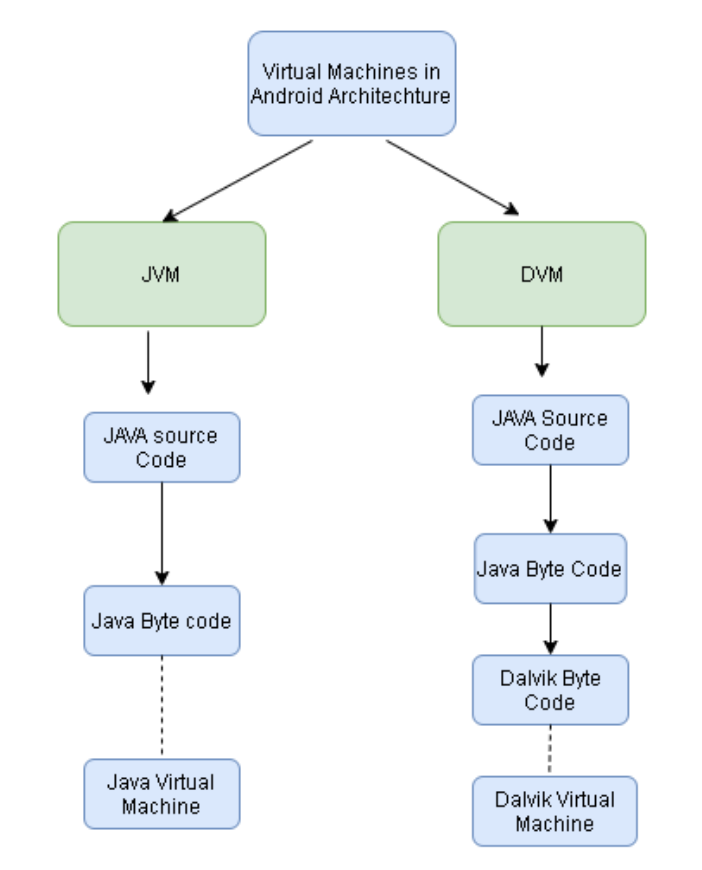 Virtual Machines in
Android Architechture
JVM
DVM
JAVA source
Code
JAVA Source
Code
Java Byte Code
Java Byte code
Dalvik Byte
Code
Java Virtual
Machine
Dalvik Virtual
Machine